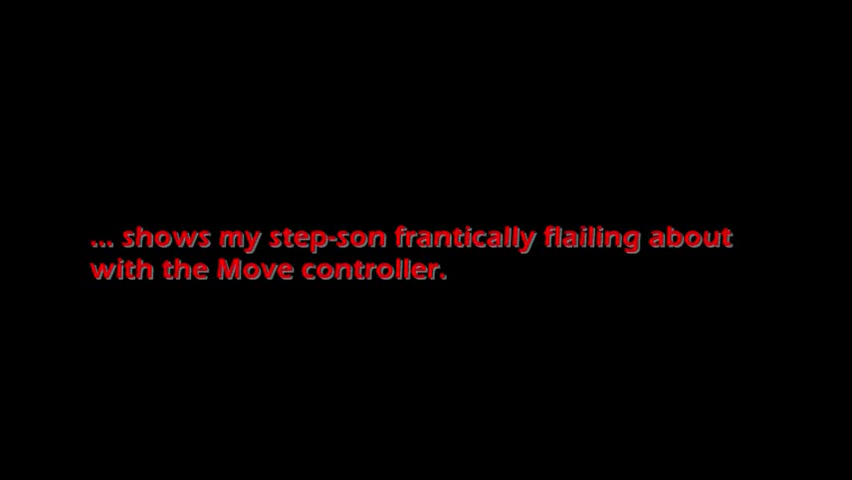 ... shows my step-son frantically flailing about
with the Move controller.